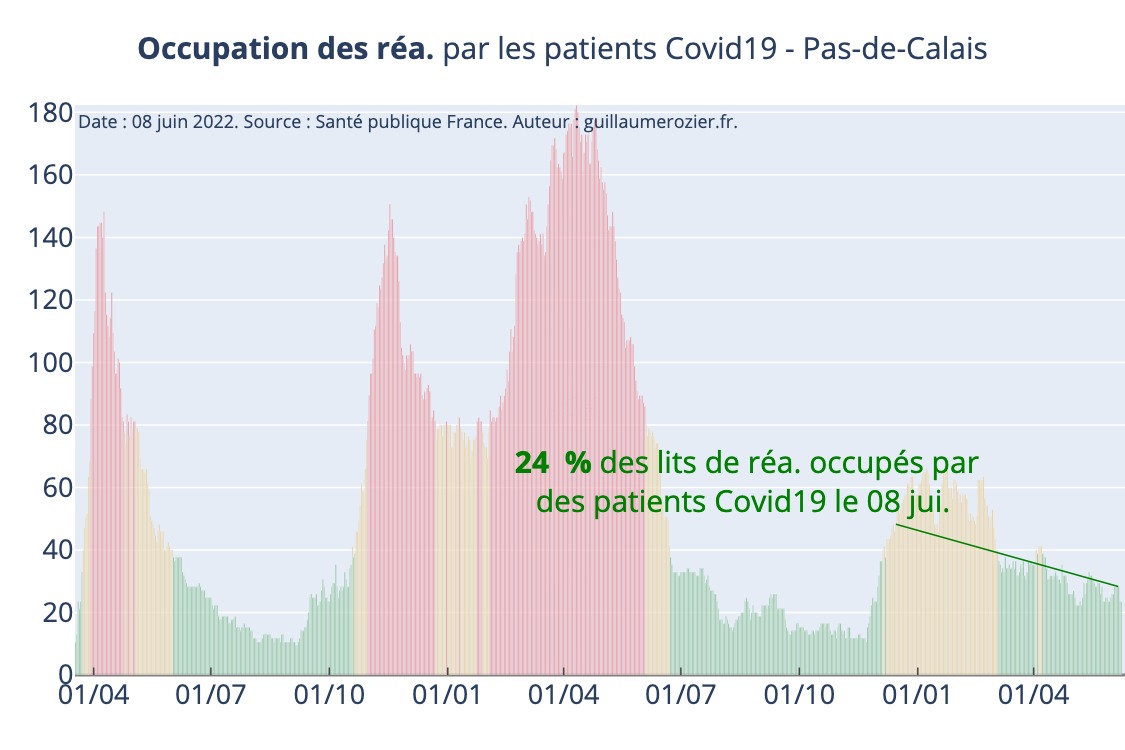 Occupation des réa. par les patients Covid19 - Pas-de-Calais
180
Date : 08 juin 2022. Source : Santé publique France. Auteur : guillaumerozier.fr.
160
140
120
100
80
24 % des lits de réa. occupés par
60
des patients Covid19 le 08 jui.
40
20
0
01/04 01/07 01/10 01/01 01/04 01/07 01/10 01/01 01/04